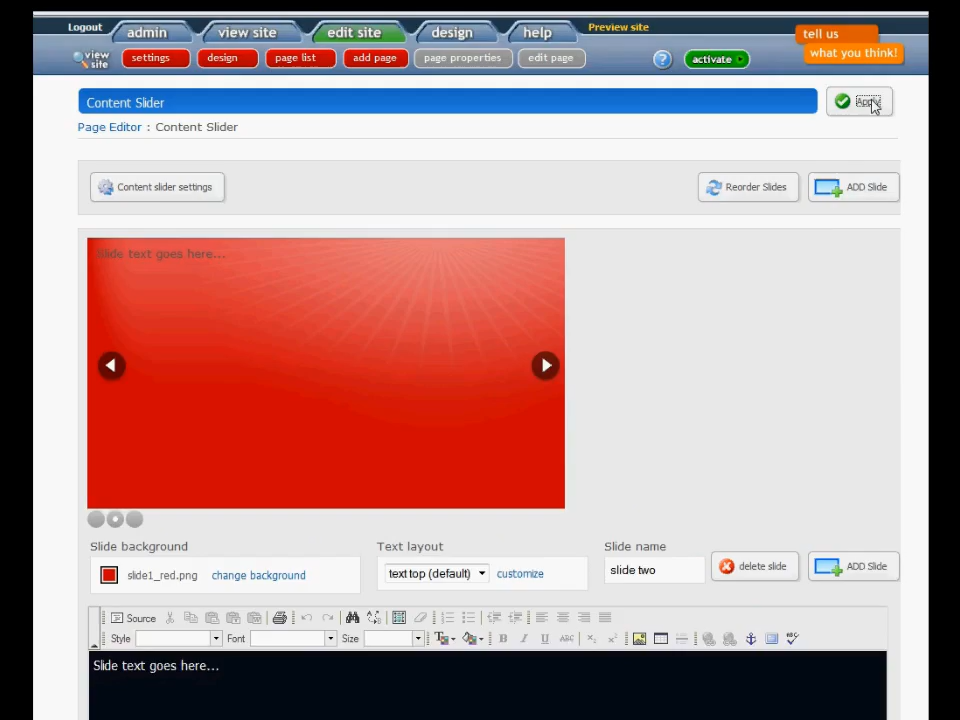 Logout admin view site edit site design help Preview site tell us
what you think!
view
site settings design page list add page page properties edit page ? activate
Content Slider Apply
Page Editor : Content Slider
Content slider settings Reorder Slides ADD Slide
Slide text goes here...
Slide background Text layout Slide name
slide1_red.png change background text top (default) customize slide two delete slide ADD Slide
Source
Style Font Size B I U ABC
Slide text goes here...